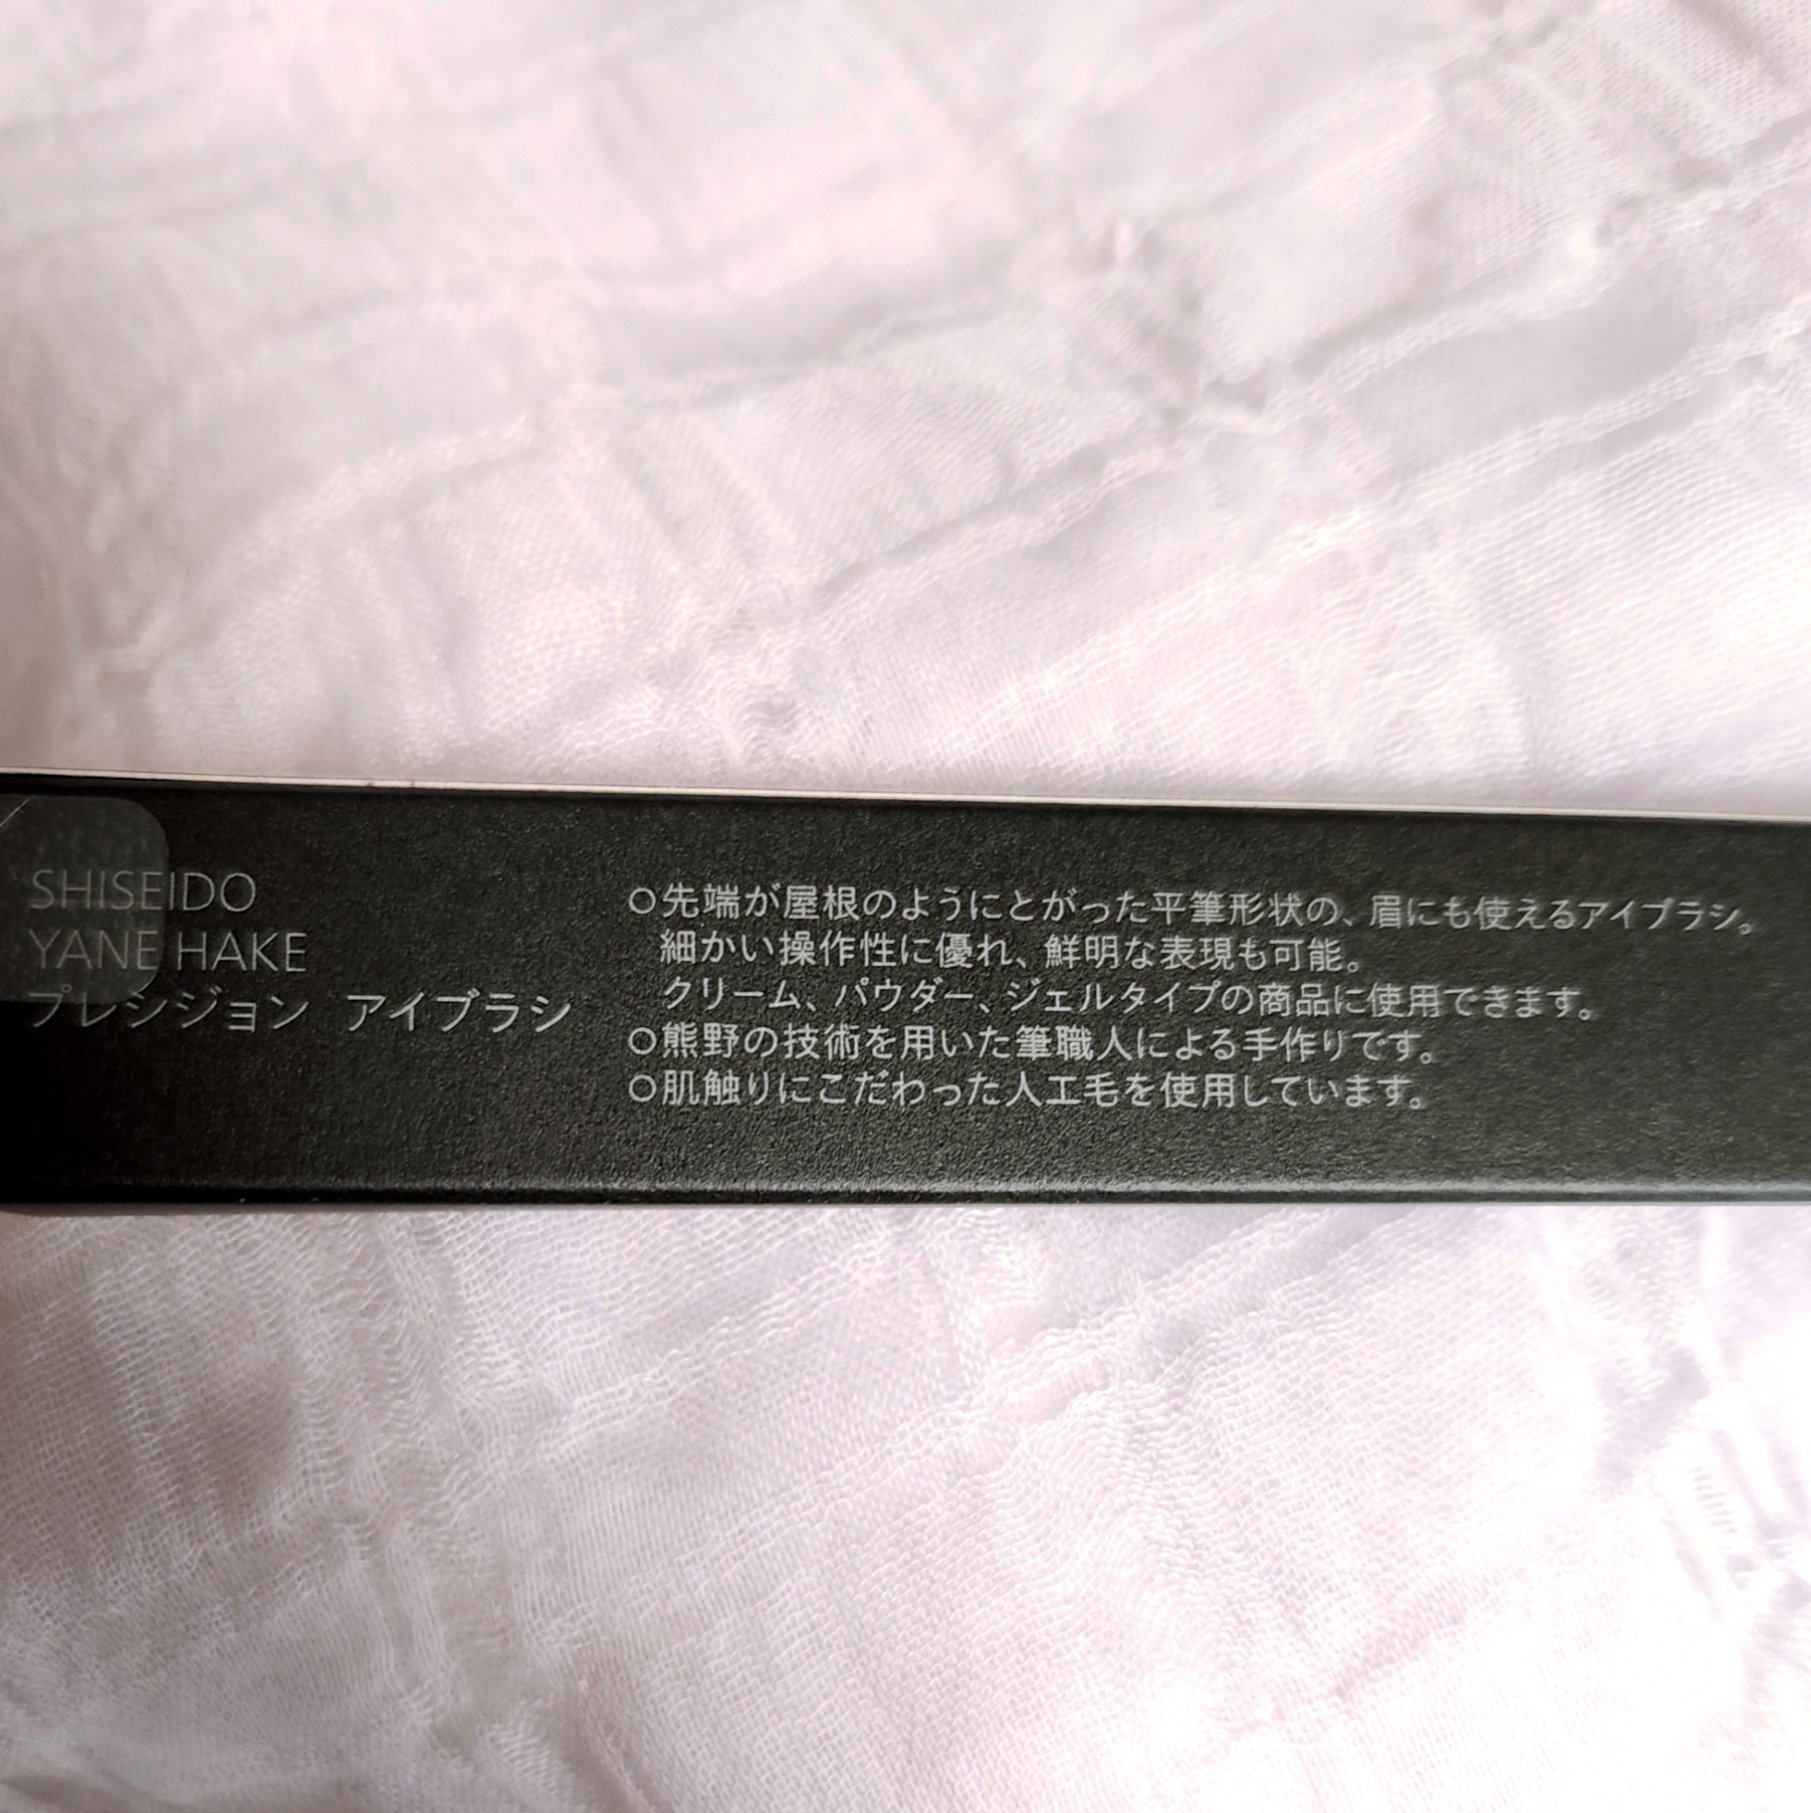 SHISEIDO
YANE HAKE
プレシジョン アイブラシ
○先端が屋根のようにとがった平筆形状の、眉にも使えるアイブラシ。
細かい操作性に優れ、鮮明な表現も可能。
クリーム、パウダー、ジェルタイプの商品に使用できます。
○熊野の技術を用いた筆職人による手作りです。
○肌触りにこだわった人工毛を使用しています。